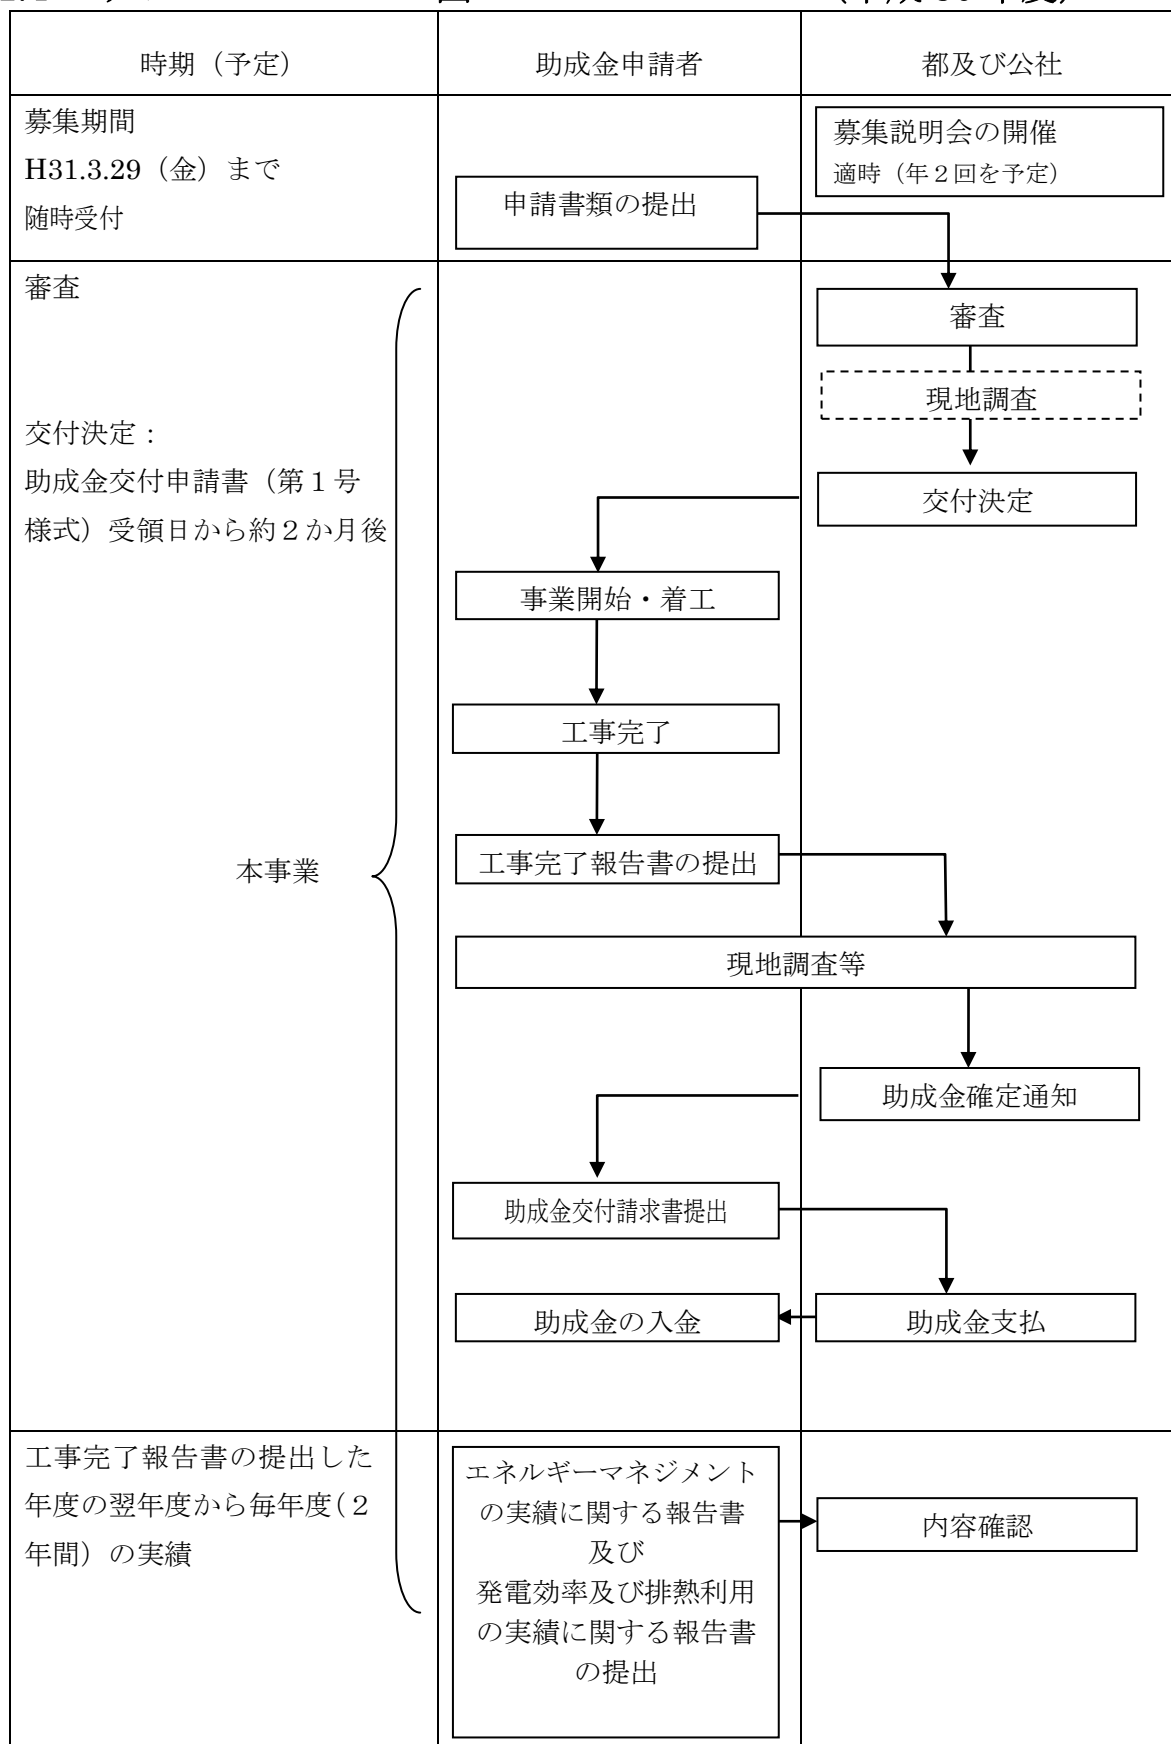 時期（予定）
助成金申請者
都及び公社
募集期間
H31.3.29（金）まで
随時受付
申請書類の提出
募集説明会の開催
適時（年２回を予定）
審査
交付決定：
助成金交付申請書（第１号
様式）受領日から約２か月後
審査
現地調査
交付決定
事業開始・着工
工事完了
工事完了報告書の提出
本事業
現地調査等
助成金確定通知
助成金交付請求書提出
助成金の入金
助成金支払
工事完了報告書の提出した
年度の翌年度から毎年度（２
年間）の実績
エネルギーマネジメント
の実績に関する報告書
及び
発電効率及び排熱利用
の実績に関する報告書
の提出
内容確認